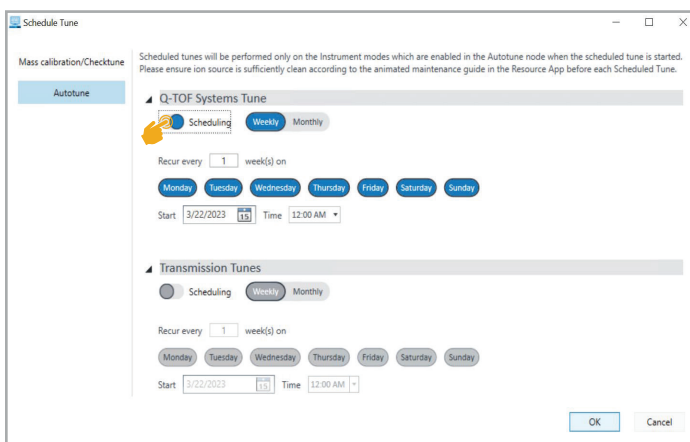 Schedule Tune
Mass calibration/Checktune
Autotune
Scheduled tunes will be performed only on the Instrument modes which are enabled in the Autotune node when the scheduled tune is started.
Please ensure ion source is sufficiently clean according to the animated maintenance guide in the Resource App before each Scheduled Tune.
Q-TOF Systems Tune
Scheduling Weekly Monthly
Recur every 1 week(s) on
Monday Tuesday Wednesday Thursday Friday Saturday Sunday
Start 3/22/2023 15 Time 12:00 AM
Transmission Tunes
Scheduling Weekly Monthly
Recur every 1 week(s) on
Monday Tuesday Wednesday Thursday Friday Saturday Sunday
Start 3/22/2023 15 Time 12:00 AM
OK Cancel